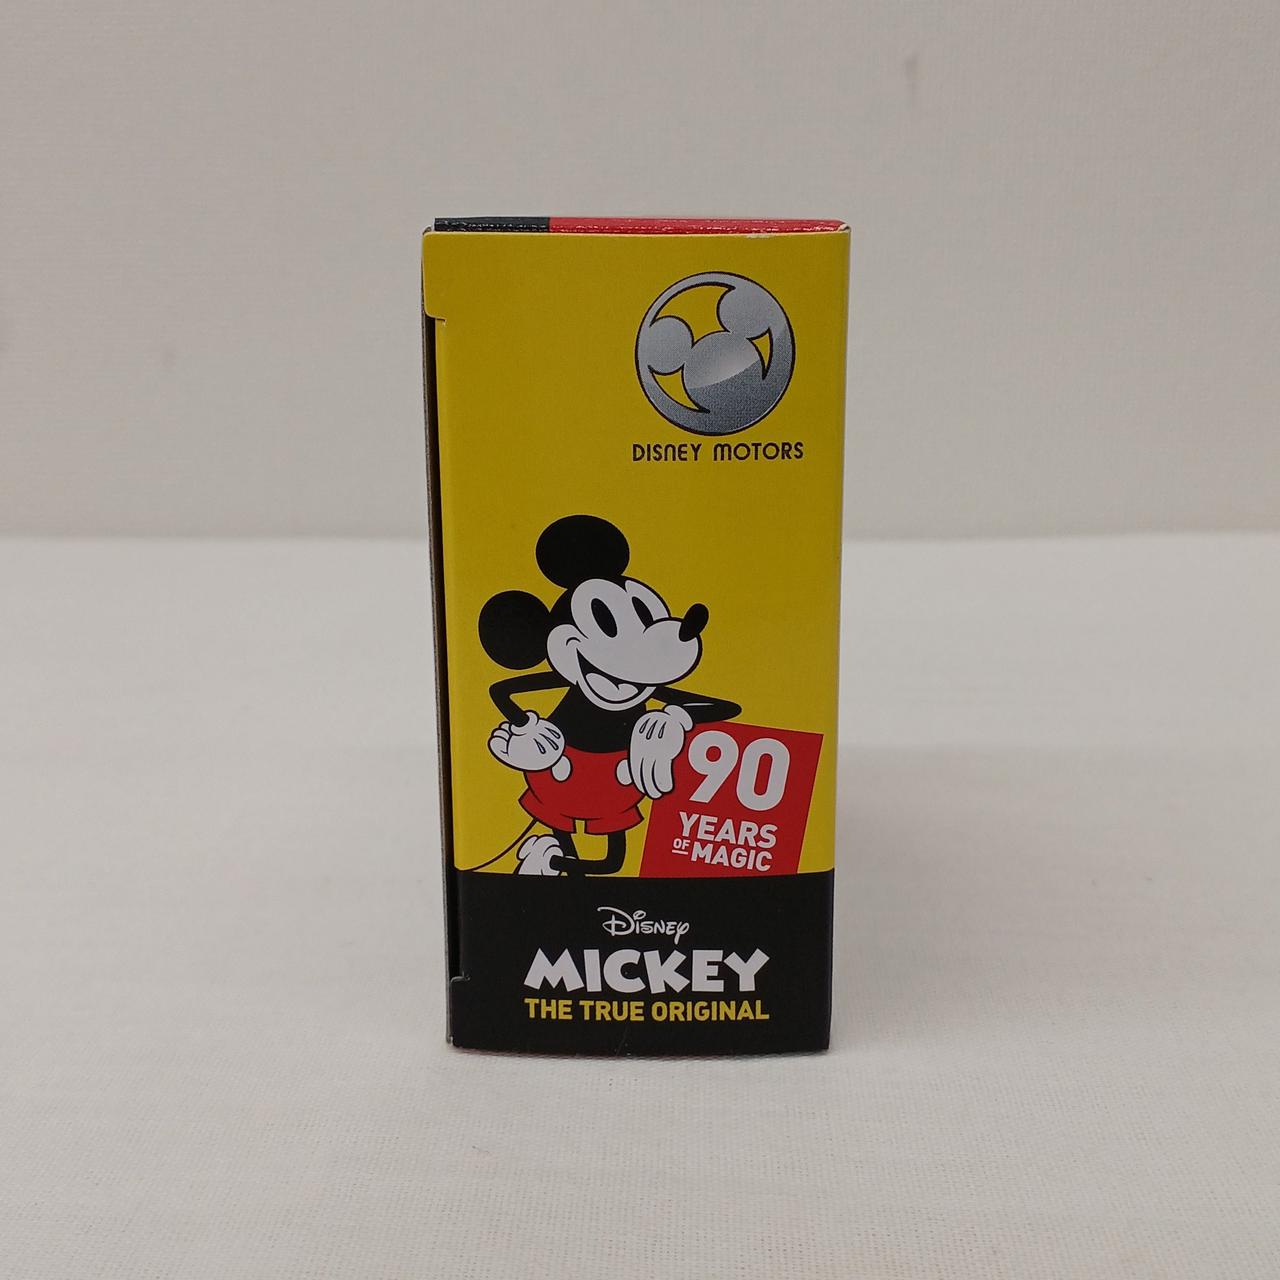 DISNEY MOTORS
90
YEARS
OF MAGIC
Disney
MICKEY
THE TRUE ORIGINAL